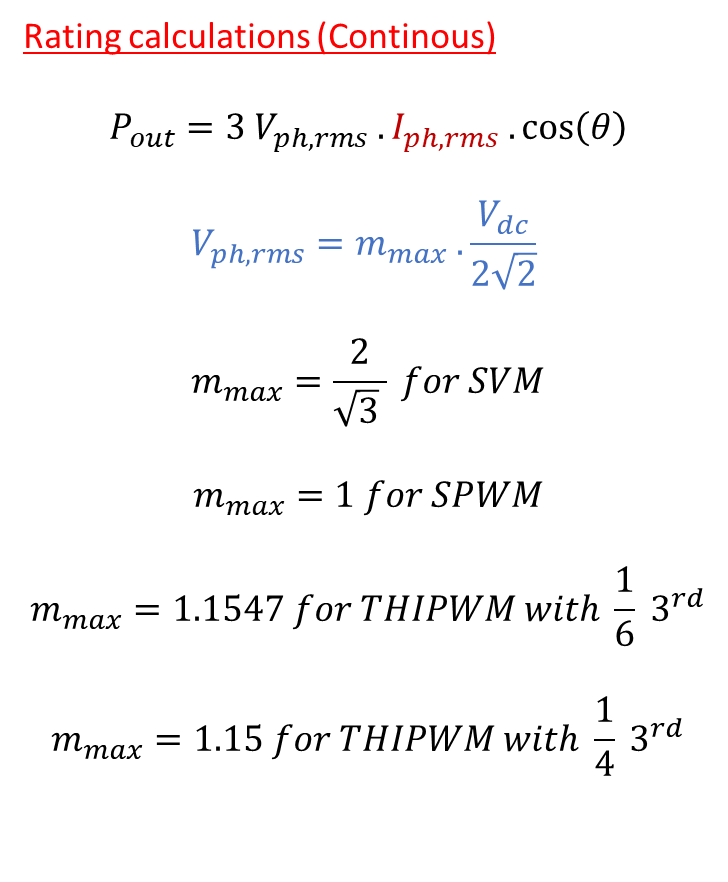 Rating calculations (Continous)
P_out = 3 V_ph,rms . I_ph,rms . cos(θ)
V_ph,rms = m_max . V_dc / 2√2
m_max = 2 / √3 for SVM
m_max = 1 for SPWM
m_max = 1.1547 for THIPWM with 1/6 3^rd
m_max = 1.15 for THIPWM with 1/4 3^rd